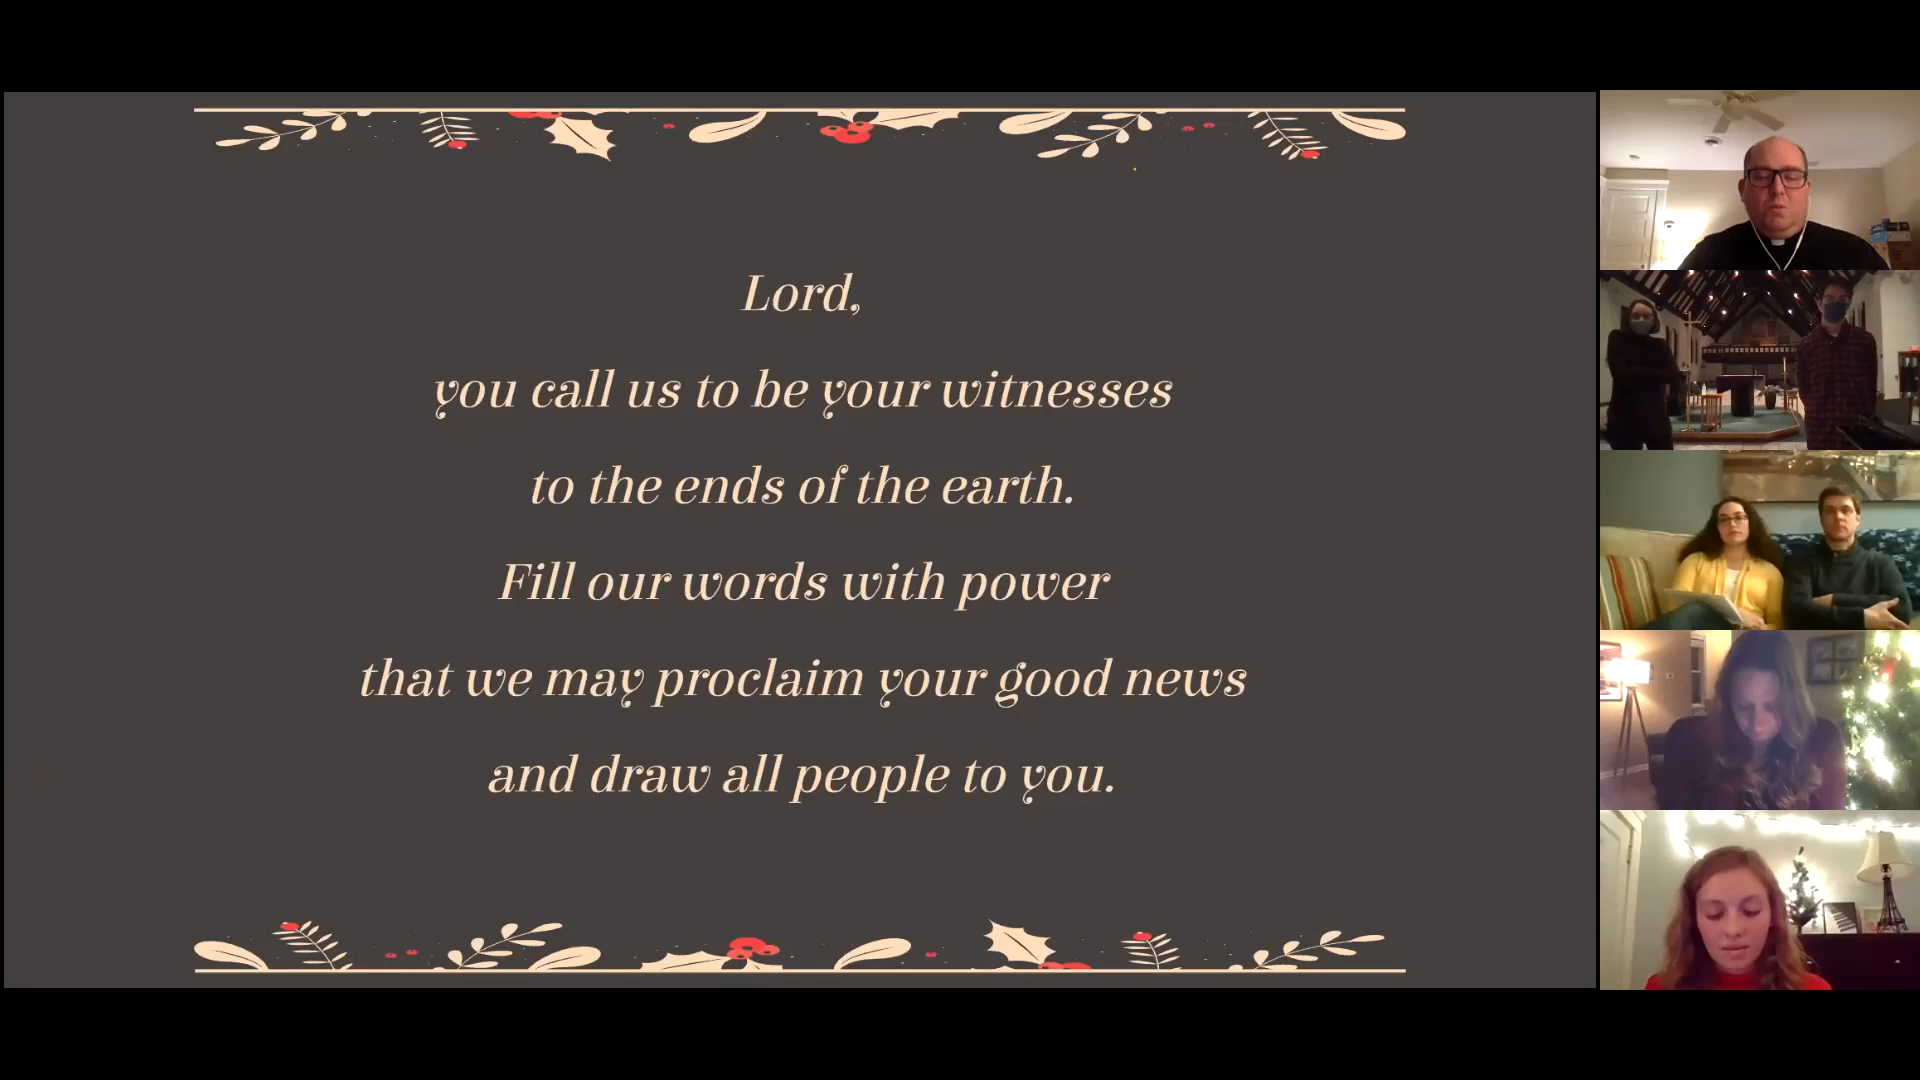 Lord,
you call us to be your witnesses
to the ends of the earth.
Fill our words with power
that we may proclaim your good news
and draw all people to you.